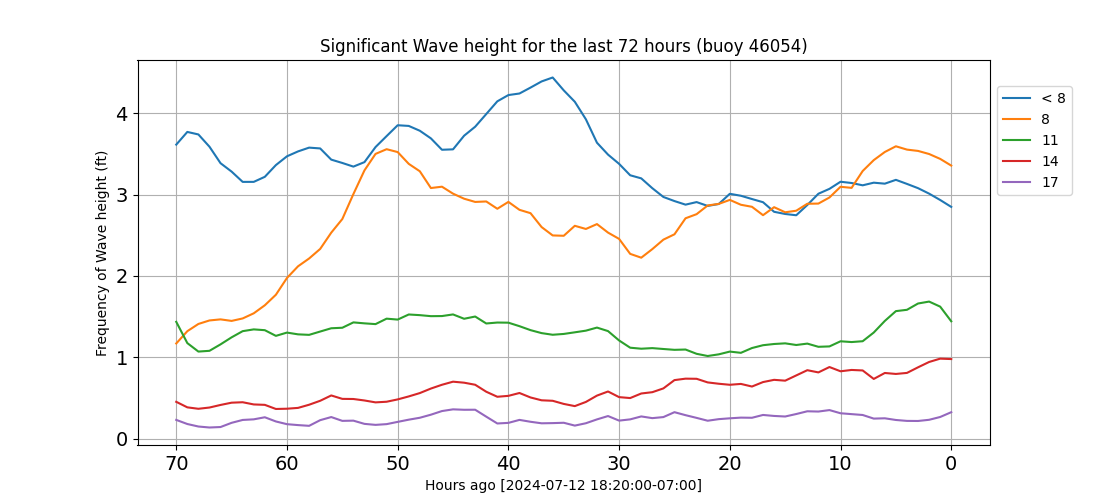 Significant Wave height for the last 72 hours (buoy 46054)
Frequency of Wave height (ft)
4
3
2
1
0
70 60 50 40 30 20 10 0
Hours ago [2024-07-12 18:20:00-07:00]
< 8
8
11
14
17